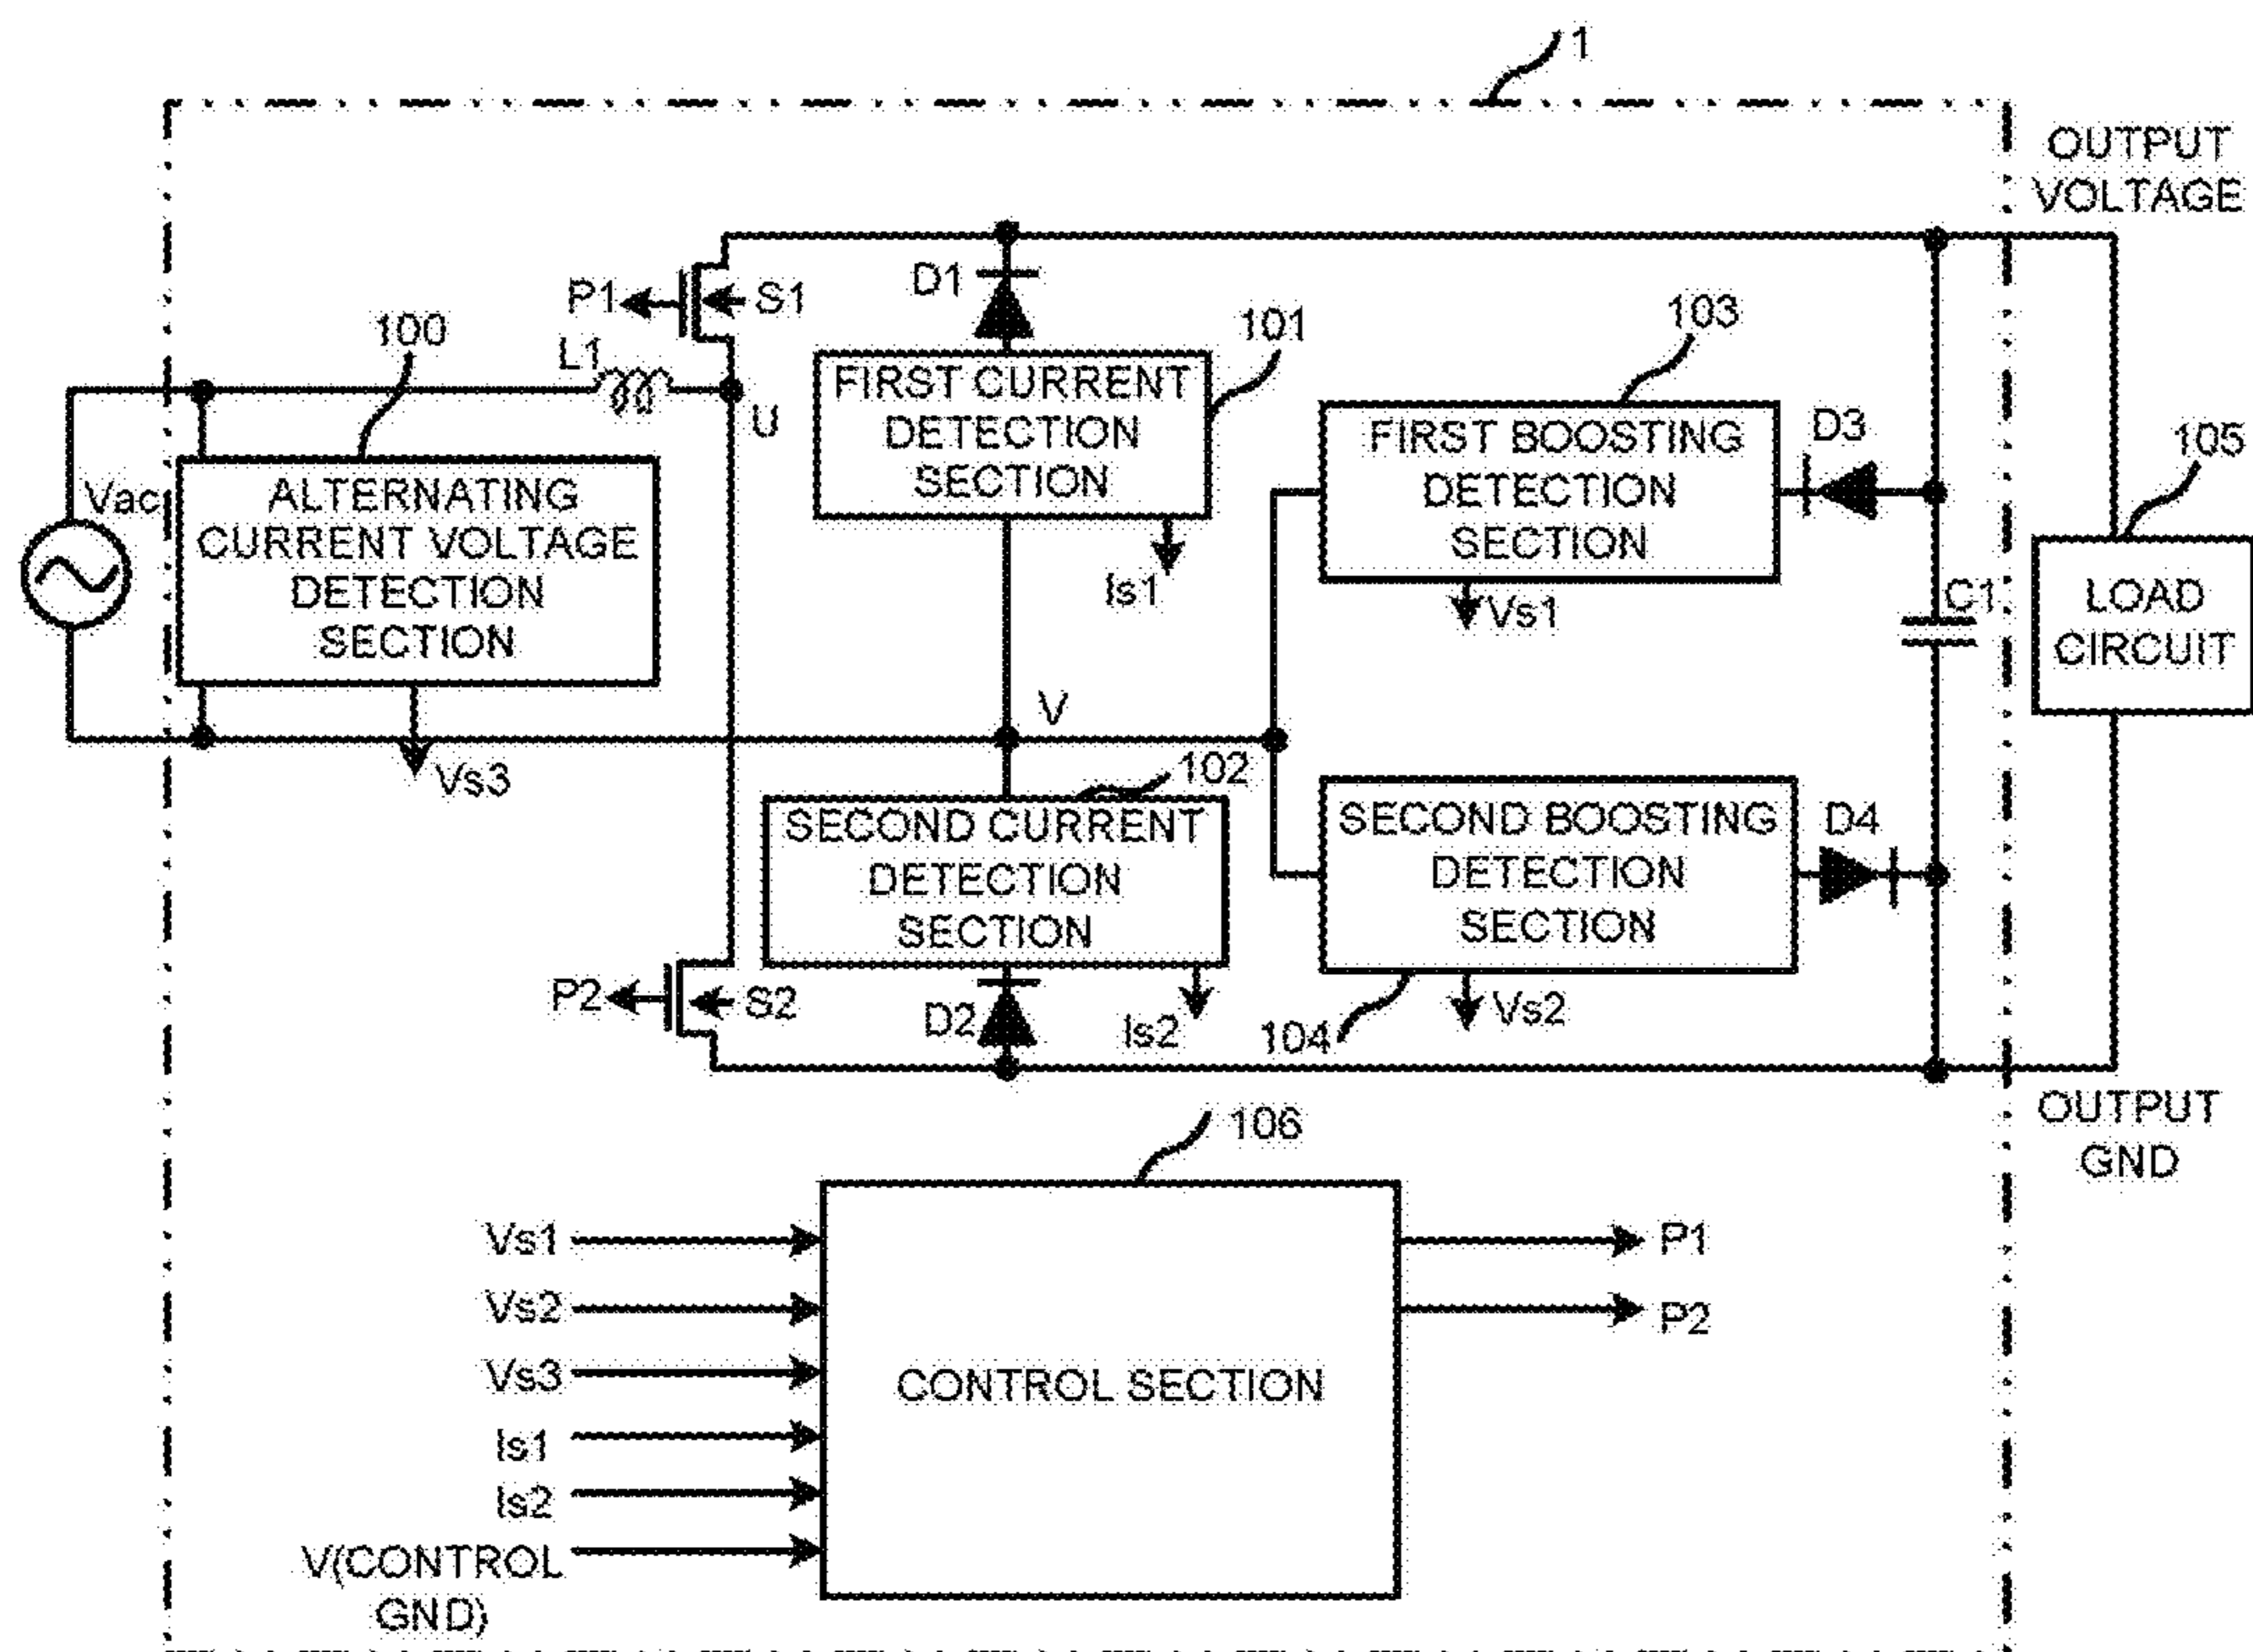 1
OUTPUT
VOLTAGE
P1
S1
D1
100
L1
U
101
FIRST CURRENT
DETECTION
SECTION
Is1
103
FIRST BOOSTING
DETECTION
SECTION
Vs1
D3
105
Vac
ALTERNATING
CURRENT VOLTAGE
DETECTION
SECTION
Vs3
C1
LOAD
CIRCUIT
V
102
SECOND CURRENT
DETECTION
SECTION
Is2
SECOND BOOSTING
DETECTION
SECTION
Vs2
D4
P2
S2
D2
104
OUTPUT
GND
106
Vs1
Vs2
Vs3
Is1
Is2
V(CONTROL
GND)
CONTROL SECTION
P1
P2